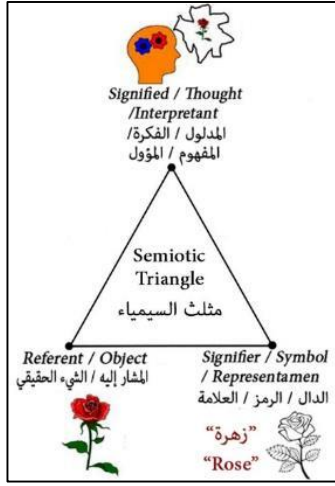 Signified / Thought
/Interpretant
المدلول / الفكرة/
المفهوم / المؤول
Semiotic
Triangle
مثلث السيمياء
Referent / Object
المشار إليه / الشيء الحقيقي
Signifier / Symbol
/ Representamen
الدال / الرمز / العلامة
“زهرة”
“Rose”